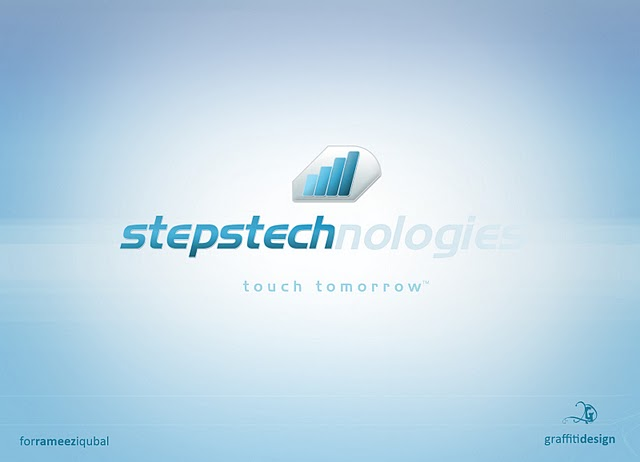 stepstechnologies
touch tomorrow™
forrameeziqubal
G
graffitidesign